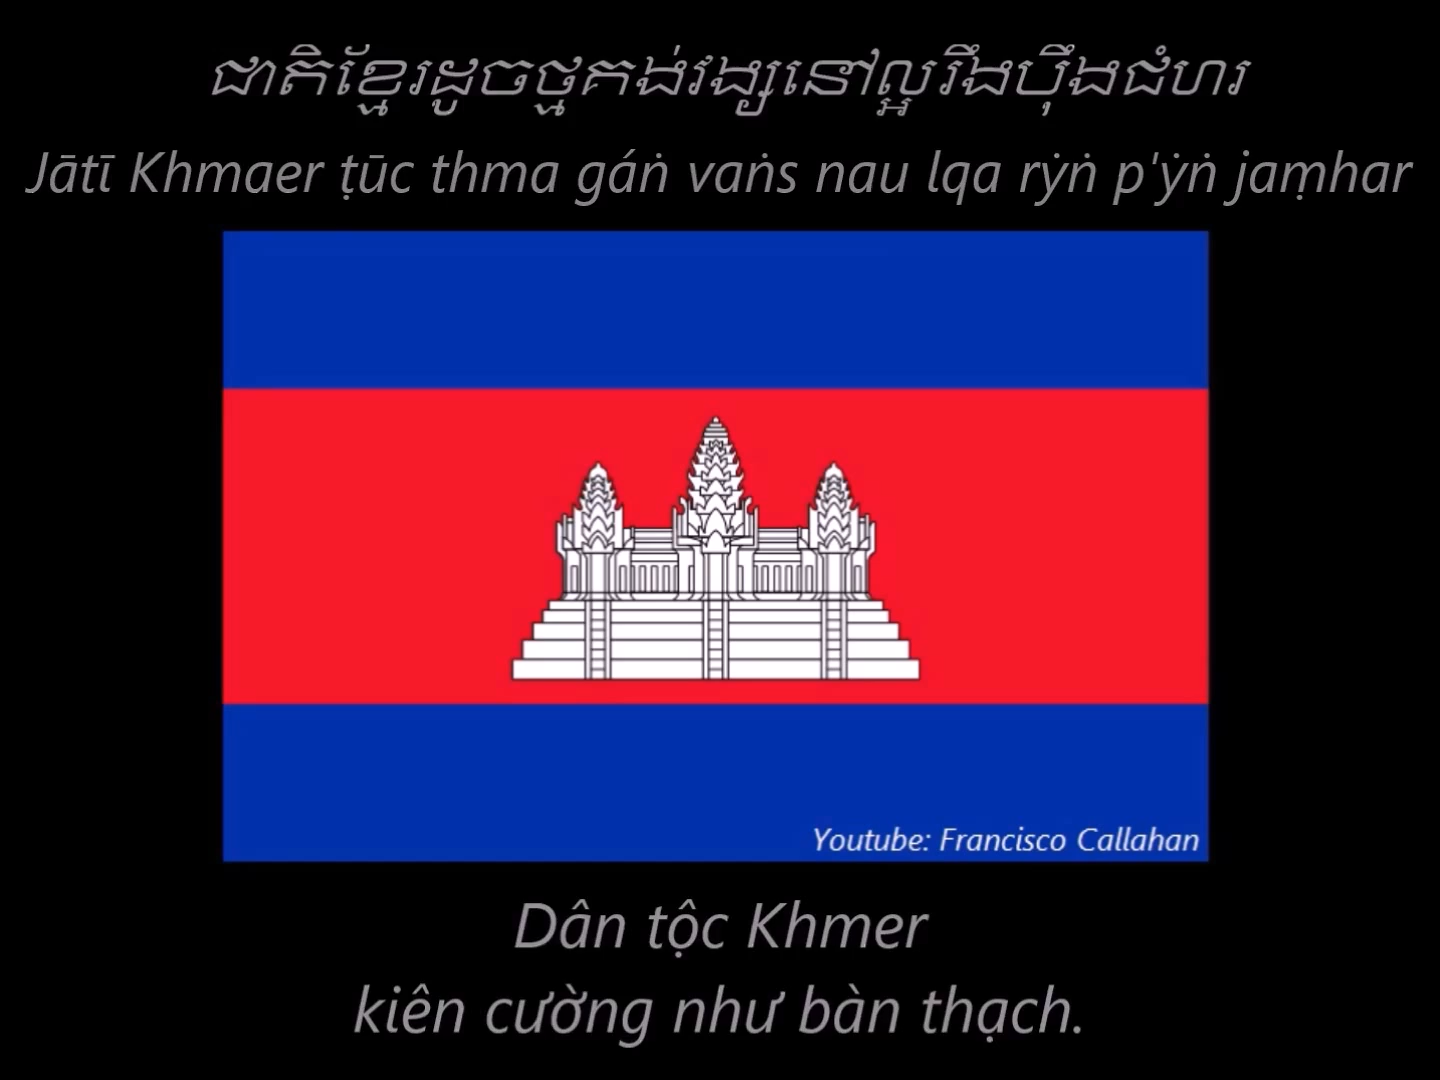 ជាតិខ្មែរដូចថ្មគង់វង្សនៅល្អរឹងប៉ឹងជំហរ
Jātī Khmaer ṭūc thma gáṅ vaṅs nau lqa rẏṅ p'ẏṅ jaṃhar
Youtube: Francisco Callahan
Dân tộc Khmer
kiên cường như bàn thạch.